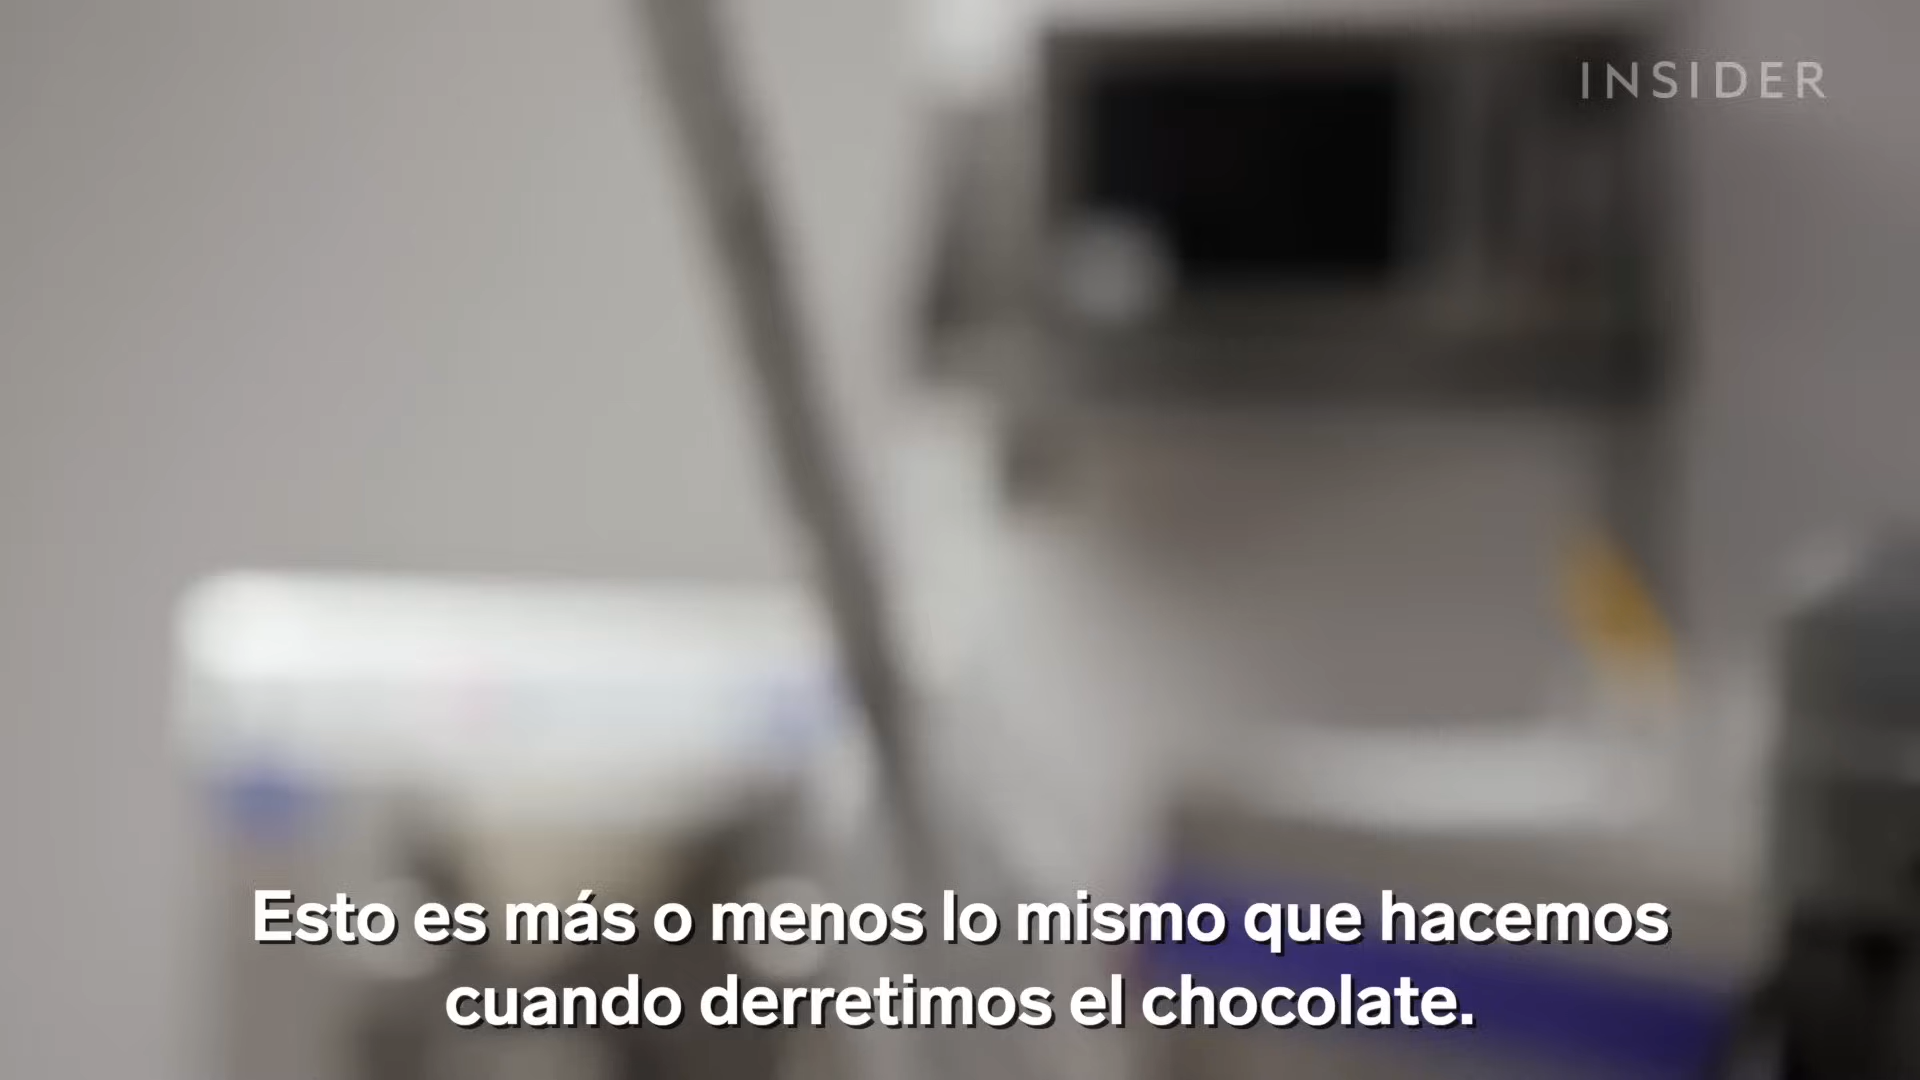 INSIDER
Esto es más o menos lo mismo que hacemos
cuando derretimos el chocolate.